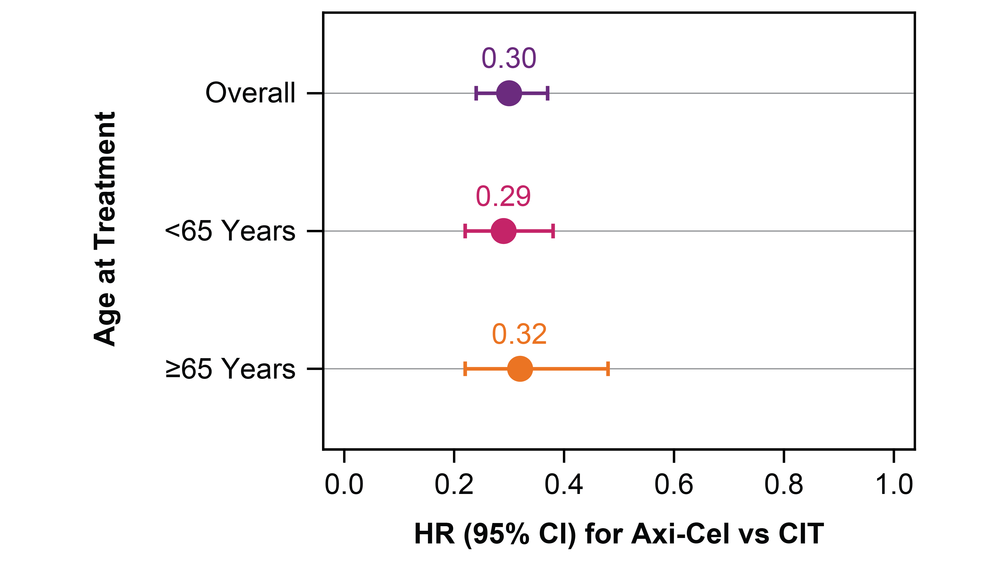 Age at Treatment
Overall
0.30
<65 Years
0.29
≥65 Years
0.32
0.0 0.2 0.4 0.6 0.8 1.0
HR (95% CI) for Axi-Cel vs CIT